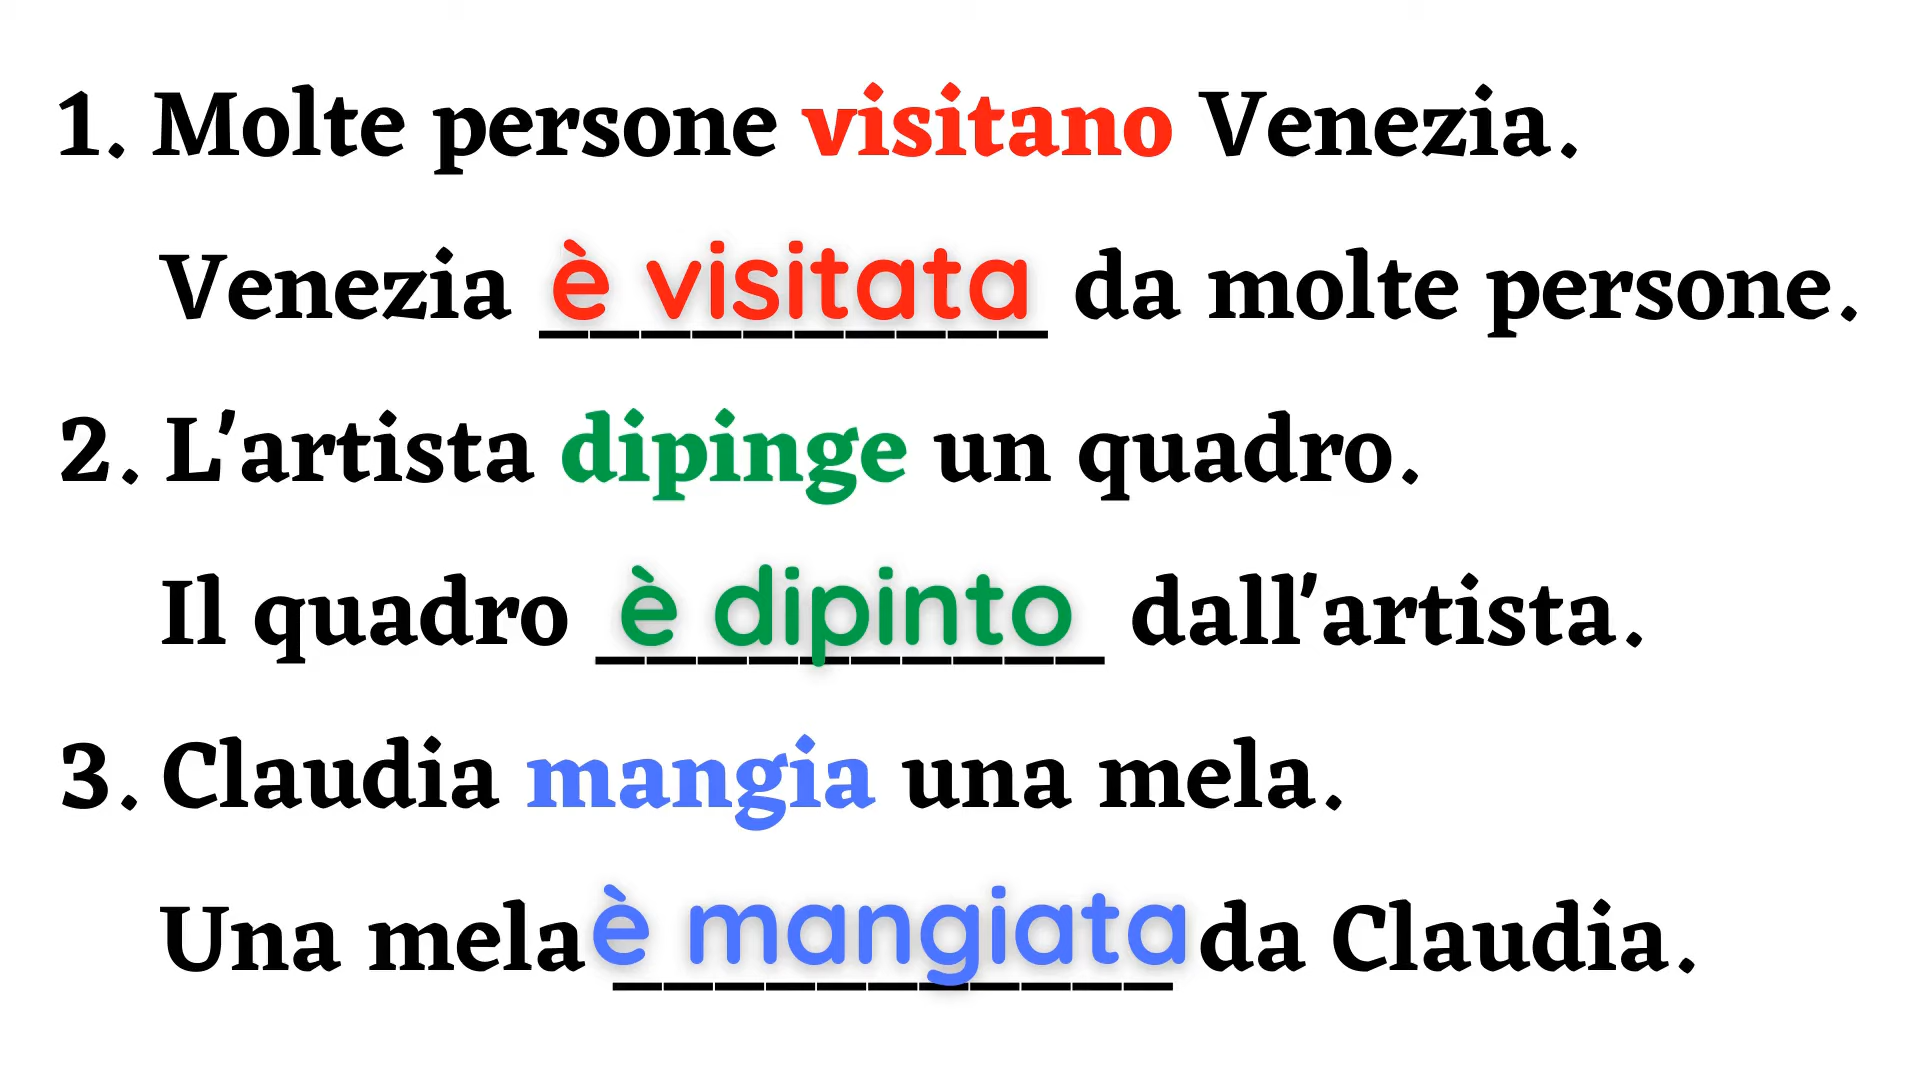 1. Molte persone visitano Venezia.
Venezia è visitata da molte persone.
2. L'artista dipinge un quadro.
Il quadro è dipinto dall'artista.
3. Claudia mangia una mela.
Una mela è mangiata da Claudia.